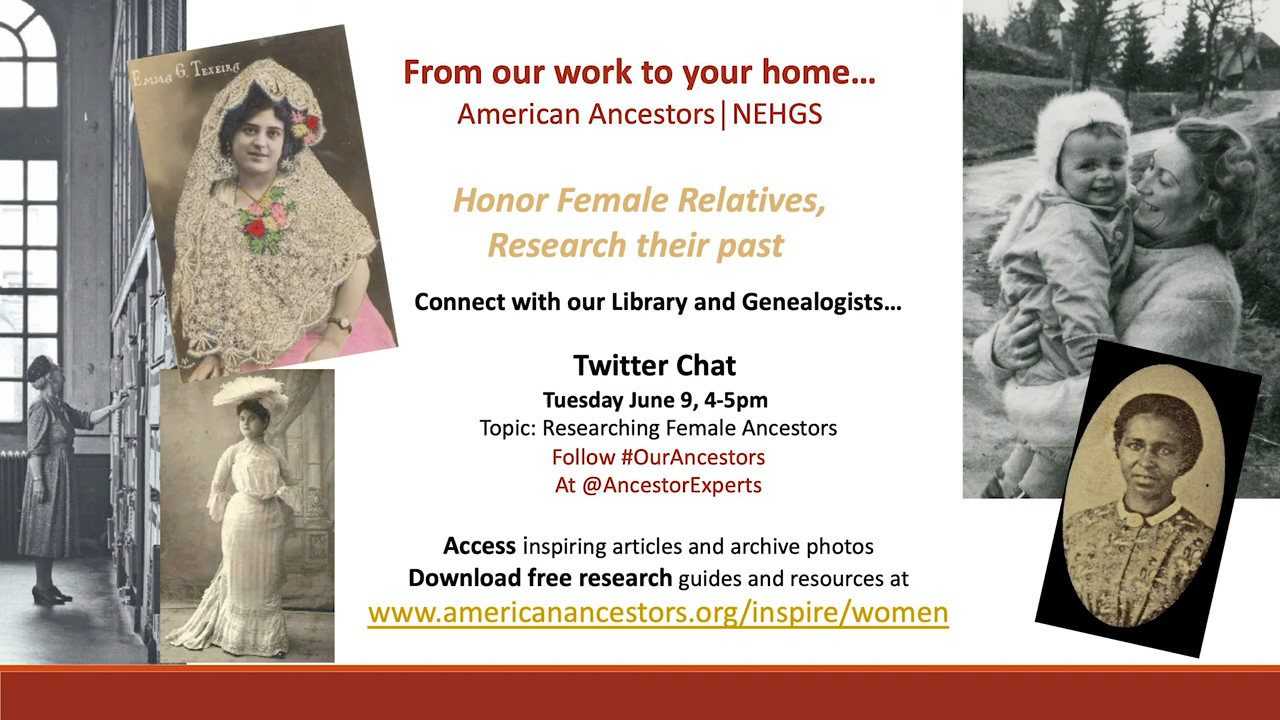 EMMA G. TEXEIRA
From our work to your home…
American Ancestors|NEHGS
Honor Female Relatives,
Research their past
Connect with our Library and Genealogists…
Twitter Chat
Tuesday June 9, 4-5pm
Topic: Researching Female Ancestors
Follow #OurAncestors
At @AncestorExperts
Access inspiring articles and archive photos
Download free research guides and resources at
www.americanancestors.org/inspire/women